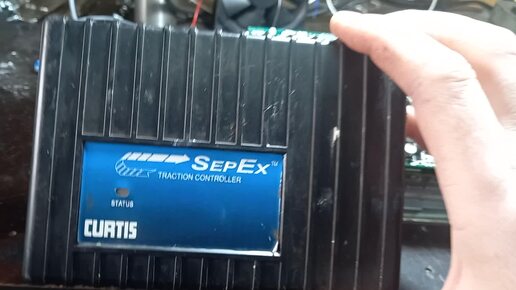 SEPEX™
TRACTION CONTROLLER
STATUS
CURTIS